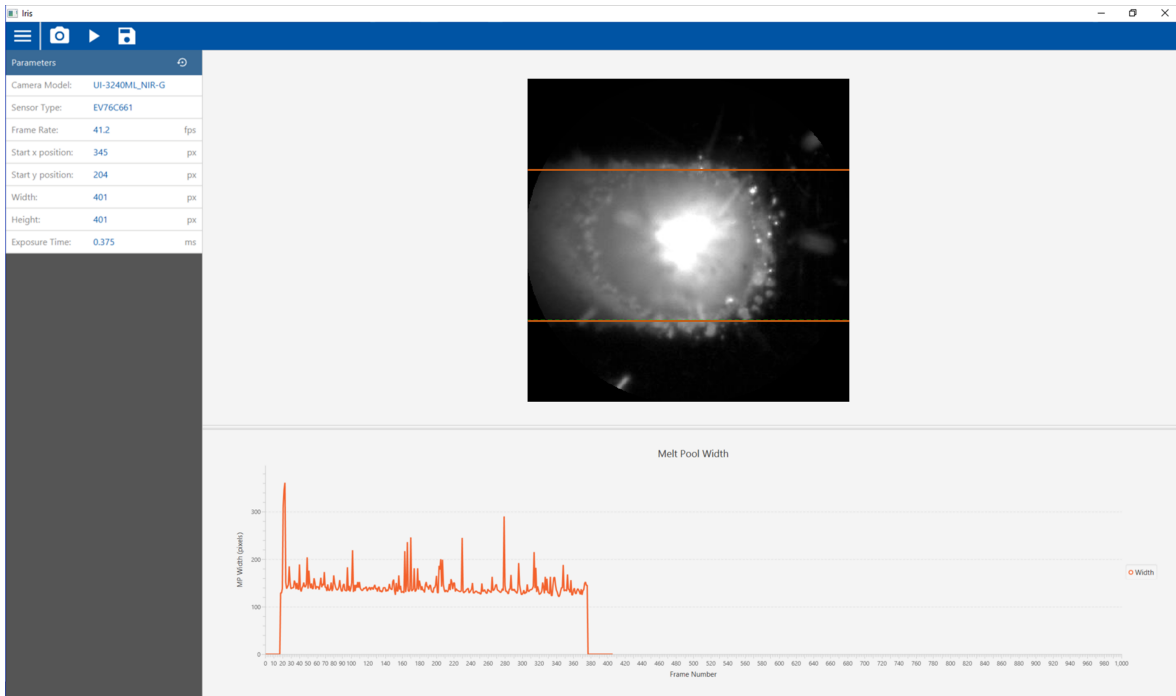 Iris
Parameters
Camera Model: UI-3240ML_NIR-G
Sensor Type: EV76C661
Frame Rate: 41.2 fps
Start x position: 345 px
Start y position: 204 px
Width: 401 px
Height: 401 px
Exposure Time: 0.375 ms
Melt Pool Width
MP Width (pixels)
300
200
100
0
0 10 20 30 40 50 60 70 80 90 100 120 140 160 180 200 220 240 260 280 300 320 340 360 380 400 420 440 460 480 500 520 540 560 580 600 620 640 660 680 700 720 740 760 780 800 820 840 860 880 900 920 940 960 980 1,000
Frame Number
Width